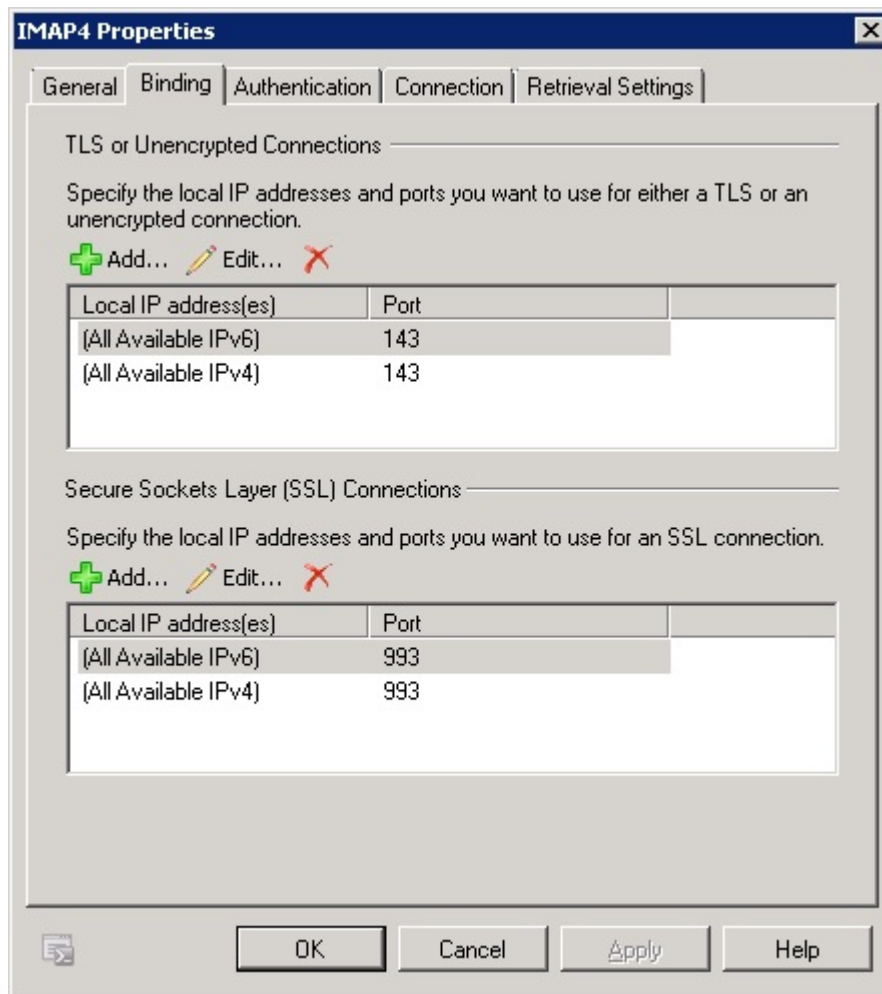 IMAP4 Properties
General Binding Authentication Connection Retrieval Settings
TLS or Unencrypted Connections
Specify the local IP addresses and ports you want to use for either a TLS or an
unencrypted connection.
Add... Edit...
Local IP address(es) Port
(All Available IPv6) 143
(All Available IPv4) 143
Secure Sockets Layer (SSL) Connections
Specify the local IP addresses and ports you want to use for an SSL connection.
Add... Edit...
Local IP address(es) Port
(All Available IPv6) 993
(All Available IPv4) 993
OK Cancel Apply Help